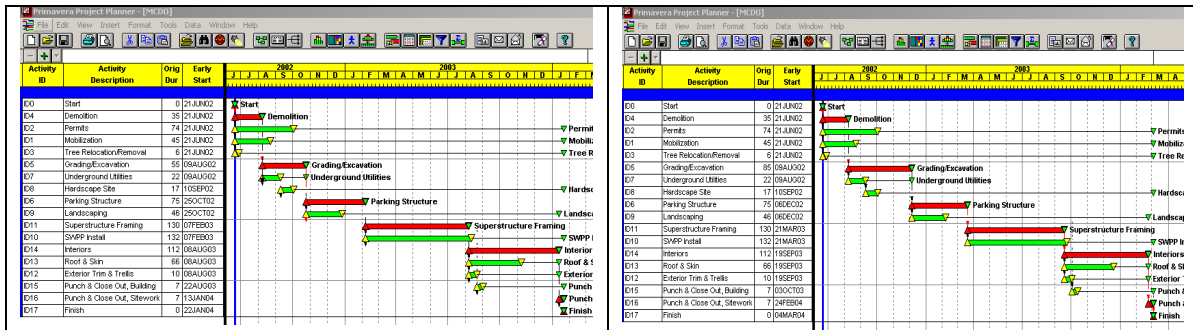 Primavera Project Planner - [MCDO]
File Edit View Insert Format Tools Data Window Help
Activity ID Activity Description Orig Dur Early Start 2002 2003
J J A S O N D J F M A M J J A S O N D J F
ID0 Start 0 21JUN02 Start
ID4 Demolition 35 21JUN02 Demolition
ID2 Permits 74 21JUN02 Permit
ID1 Mobilization 45 21JUN02 Mobiliz
ID3 Tree Relocation/Removal 6 21JUN02 Tree R
ID5 Grading/Excavation 55 09AUG02 Grading/Excavation
ID7 Underground Utilities 22 09AUG02 Underground Utilities
ID8 Hardscape Site 17 10SEP02 Hardsc
ID6 Parking Structure 75 25OCT02 Parking Structure
ID9 Landscaping 46 25OCT02 Landsca
ID11 Superstructure Framing 130 07FEB03 Superstructure Framing
ID10 SWPP Install 132 07FEB03 SWPP I
ID14 Interiors 112 08AUG03 Interior
ID13 Roof & Skin 66 08AUG03 Roof & S
ID12 Exterior Trim & Trellis 10 08AUG03 Exterior
ID15 Punch & Close Out, Building 7 22AUG03 Punch
ID16 Punch & Close Out, Sitework 7 13JAN04 Punch
ID17 Finish 0 22JAN04 Finish
Primavera Project Planner - [MCDO]
File Edit View Insert Format Tools Data Window Help
Activity ID Activity Description Orig Dur Early Start 2002 2003
J J A S O N D J F M A M J J A S O N D J F M A
ID0 Start 0 21JUN02 Start
ID4 Demolition 35 21JUN02 Demolition
ID2 Permits 74 21JUN02 Permits
ID1 Mobilization 45 21JUN02 Mobiliz
ID3 Tree Relocation/Removal 6 21JUN02 Tree R
ID5 Grading/Excavation 85 09AUG02 Grading/Excavation
ID7 Underground Utilities 22 09AUG02 Underground Utilities
ID8 Hardscape Site 17 10SEP02 Hardsca
ID6 Parking Structure 75 06DEC02 Parking Structure
ID9 Landscaping 46 06DEC02 Landscap
ID11 Superstructure Framing 130 21MAR03 Superstructure Framing
ID10 SWPP Install 132 21MAR03 SWPP In
ID14 Interiors 112 19SEP03 Interiors
ID13 Roof & Skin 66 19SEP03 Roof & S
ID12 Exterior Trim & Trellis 10 19SEP03 Exterior
ID15 Punch & Close Out, Building 7 03OCT03 Punch &
ID16 Punch & Close Out, Sitework 7 24FEB04 Punch
ID17 Finish 0 04MAR04 Finish